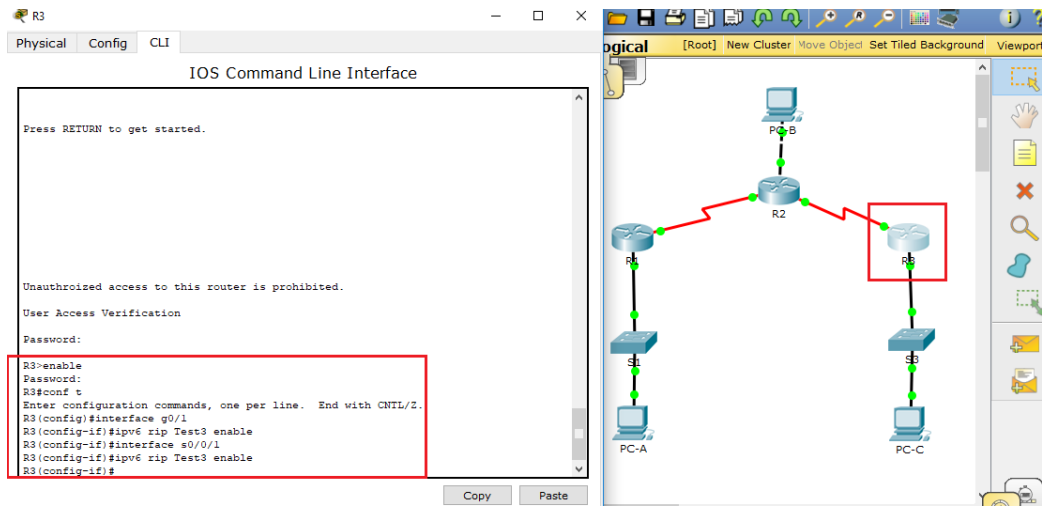 R3
Physical Config CLI
IOS Command Line Interface
Press RETURN to get started.
Unauthroized access to this router is prohibited.
User Access Verification
Password:
R3>enable
Password:
R3#conf t
Enter configuration commands, one per line. End with CNTL/Z.
R3(config)#interface g0/1
R3(config-if)#ipv6 rip Test3 enable
R3(config-if)#interface s0/0/1
R3(config-if)#ipv6 rip Test3 enable
R3(config-if)#
Copy Paste
[Root] New Cluster Move Object Set Tiled Background Viewport
PC-B
R2
R1
R3
S1
S3
PC-A
PC-C